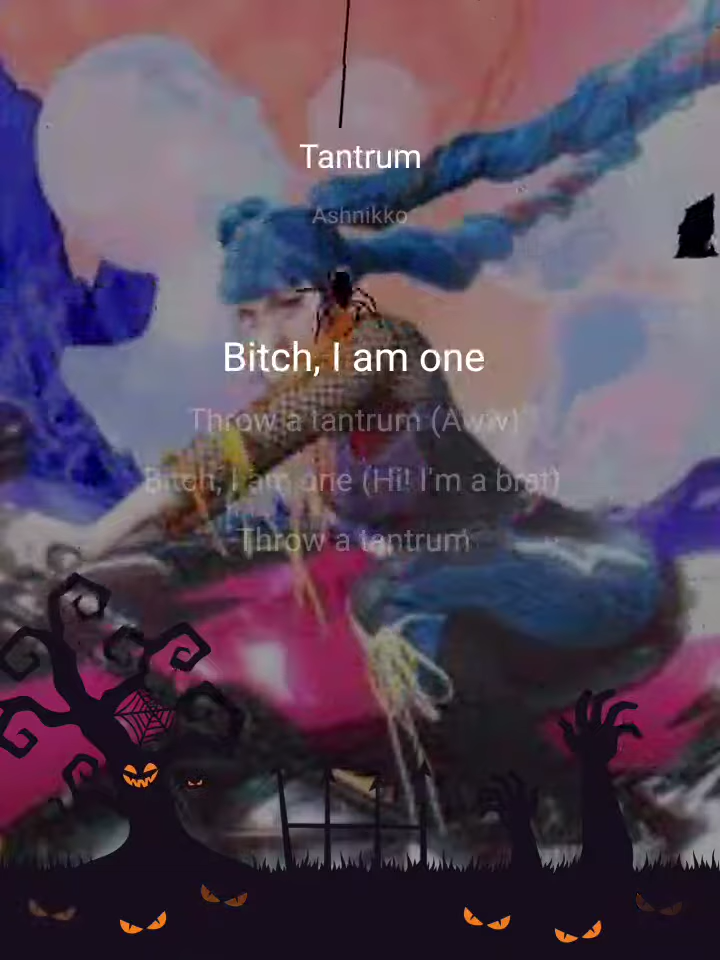 Tantrum
Ashnikko
Bitch, I am one
Throw a tantrum (Aww)
Bitch, I am one (Hi! I'm a brat)
Throw a tantrum